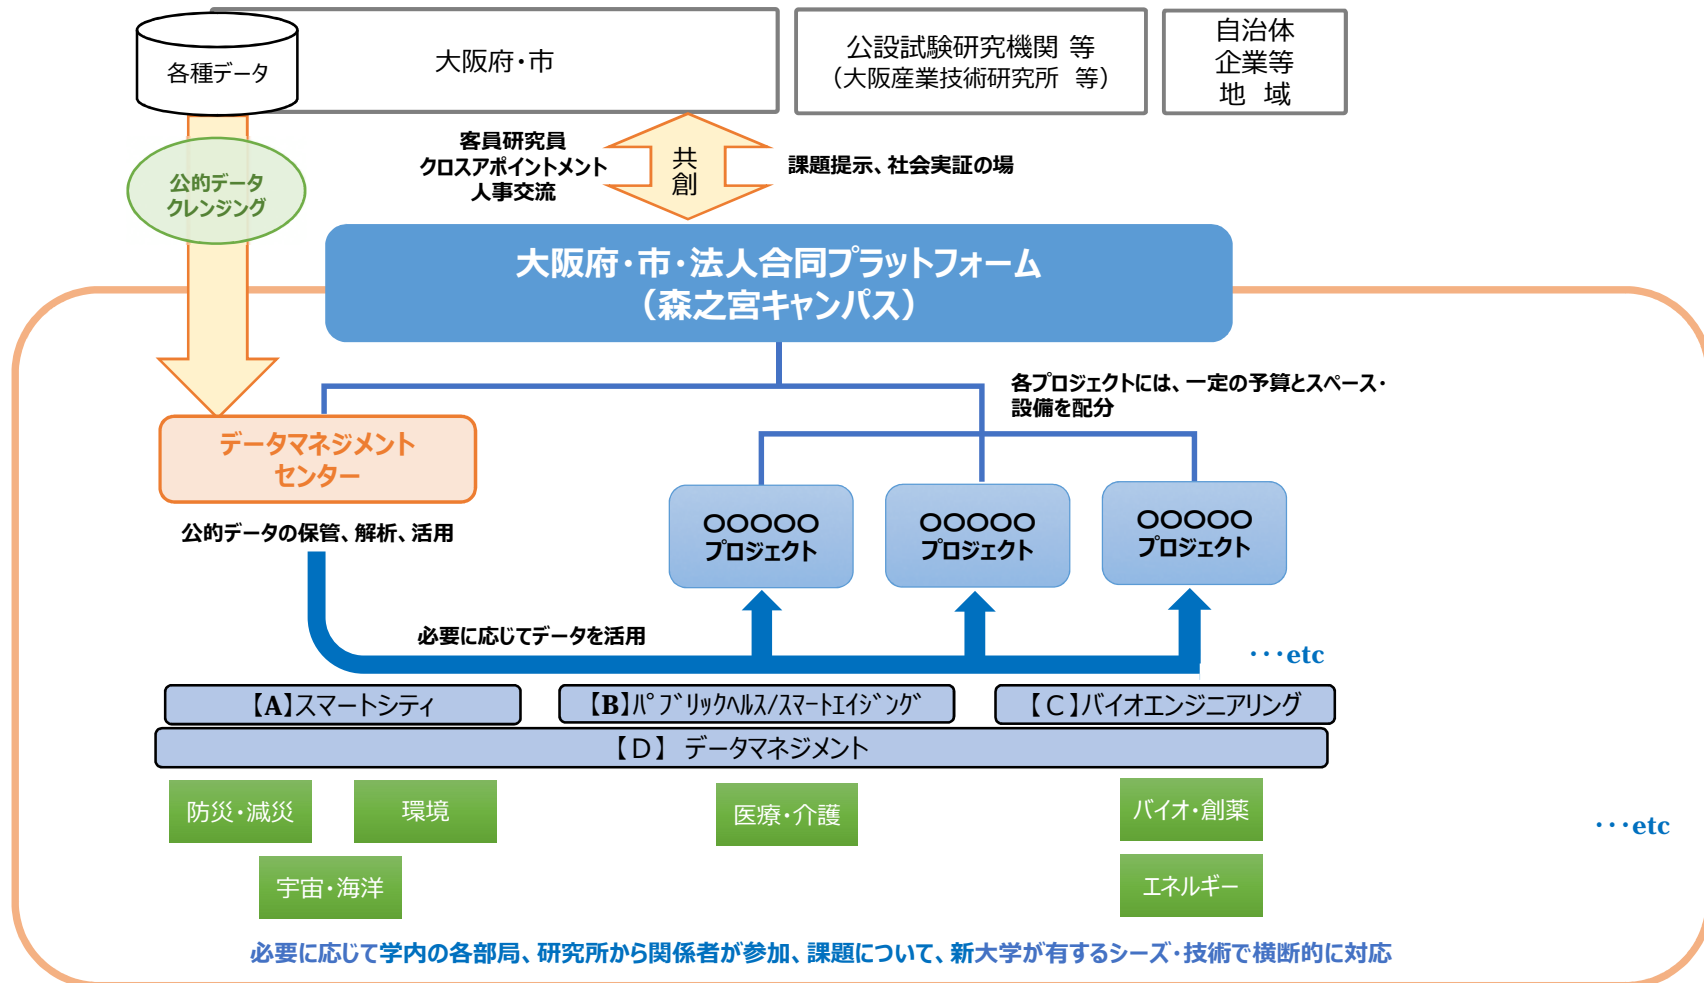 各種データ
大阪府・市
公設試験研究機関 等
（大阪産業技術研究所 等）
自治体
企業等
地 域
公的データ
クレンジング
客員研究員
クロスアポイントメント
人事交流
共
創
課題提示、社会実証の場
大阪府・市・法人合同プラットフォーム
（森之宮キャンパス）
各プロジェクトには、一定の予算とスペース・
設備を配分
データマネジメント
センター
公的データの保管、解析、活用
〇〇〇〇〇
プロジェクト
〇〇〇〇〇
プロジェクト
〇〇〇〇〇
プロジェクト
必要に応じてデータを活用
･･･etc
【A】スマートシティ
【B】ﾊﾟﾌﾞﾘｯｸﾍﾙｽ/ｽﾏｰﾄｴｲｼﾞﾝｸﾞ
【C】バイオエンジニアリング
【D】 データマネジメント
防災・減災
環境
医療・介護
バイオ・創薬
･･･etc
宇宙・海洋
エネルギー
必要に応じて学内の各部局、研究所から関係者が参加、課題について、新大学が有するシーズ・技術で横断的に対応